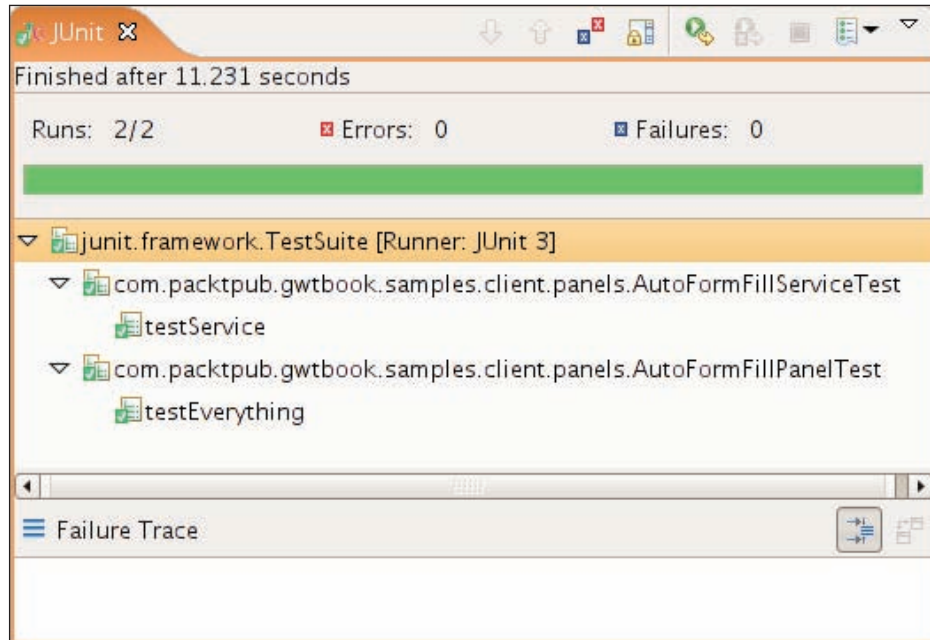 JUnit
Finished after 11.231 seconds
Runs: 2/2 Errors: 0 Failures: 0
junit.framework.TestSuite [Runner: JUnit 3]
com.packtpub.gwtbook.samples.client.panels.AutoFormFillServiceTest
testService
com.packtpub.gwtbook.samples.client.panels.AutoFormFillPanelTest
testEverything
Failure Trace